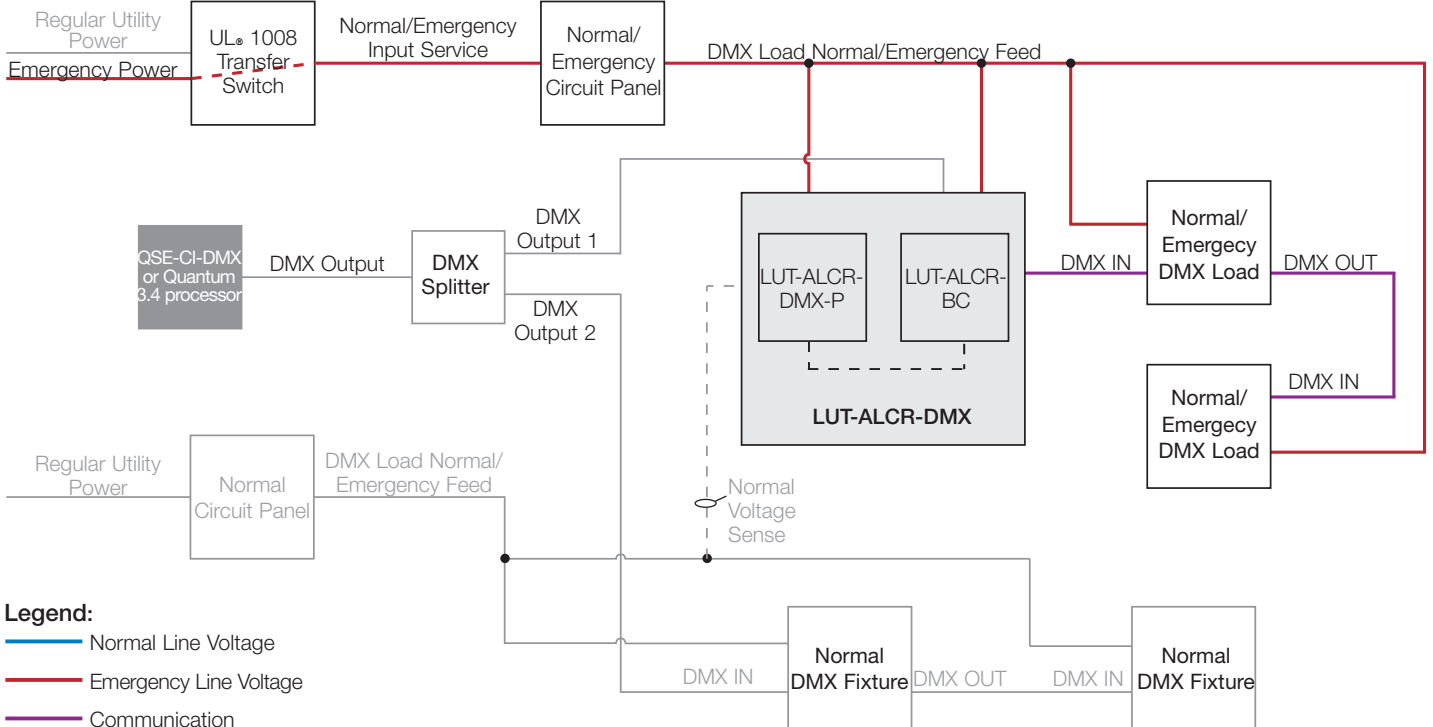 Regular Utility
Power
Emergency Power
UL® 1008
Transfer
Switch
Normal/Emergency
Input Service
Normal/
Emergency
Circuit Panel
DMX Load Normal/Emergency Feed
QSE-CI-DMX
or Quantum
3.4 processor
DMX Output
DMX
Splitter
DMX
Output 1
DMX
Output 2
LUT-ALCR-
DMX-P
LUT-ALCR-
BC
LUT-ALCR-DMX
DMX IN
Normal/
Emergecy
DMX Load
DMX OUT
DMX IN
Normal/
Emergecy
DMX Load
Regular Utility
Power
Normal
Circuit Panel
DMX Load Normal/
Emergency Feed
Normal
Voltage
Sense
DMX IN
Normal
DMX Fixture
DMX OUT
DMX IN
Normal
DMX Fixture
Legend:
Normal Line Voltage
Emergency Line Voltage
Communication